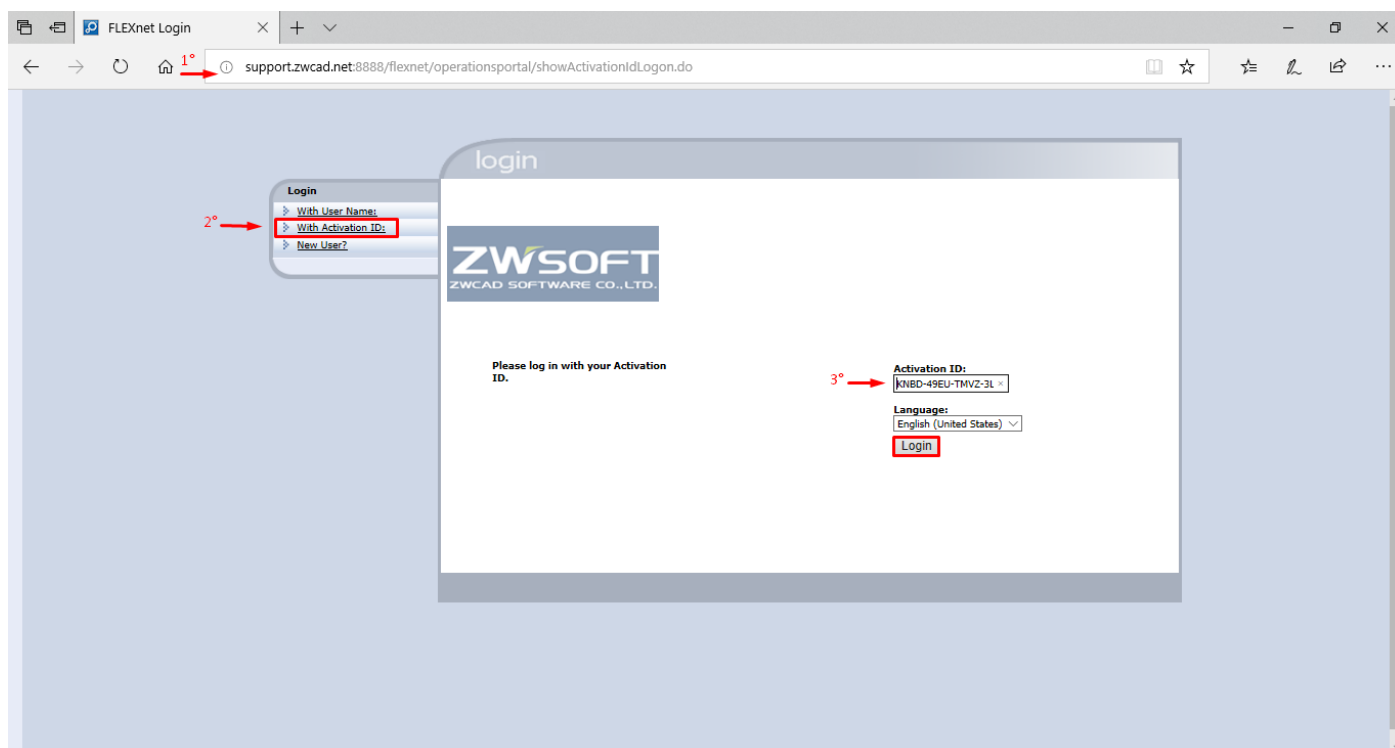 FLEXnet Login
1°
support.zwcad.net:8888/flexnet/operationsportal/showActivationIdLogon.do
login
Login
With User Name:
2°
With Activation ID:
New User?
ZWSOFT
ZWCAD SOFTWARE CO.,LTD.
Please log in with your Activation
ID.
Activation ID:
3°
KNBD-49EU-TMVZ-3L
Language:
English (United States)
Login